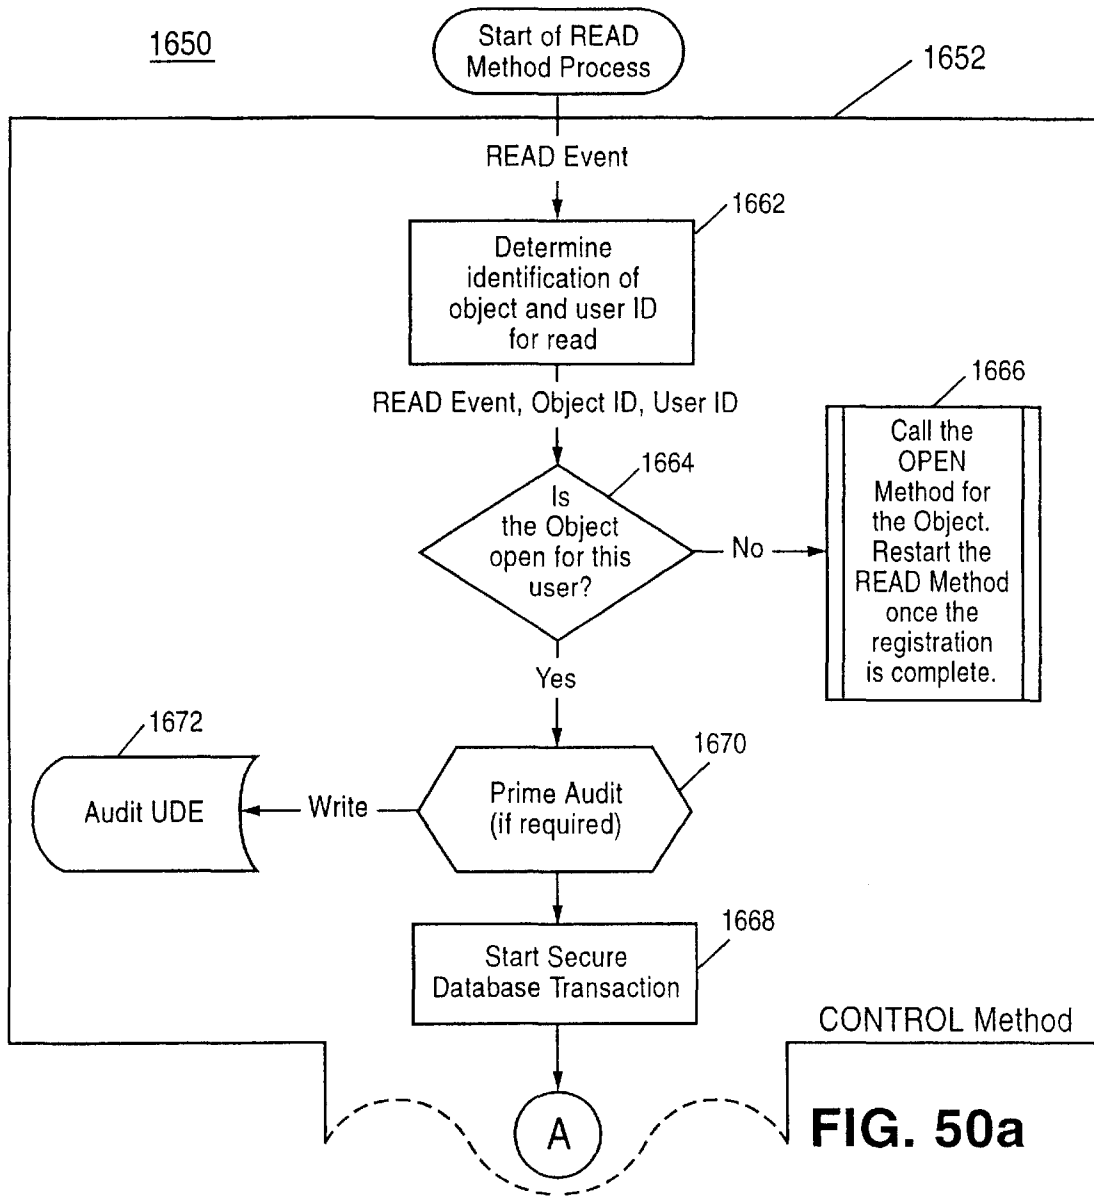 1650
Start of READ
Method Process
1652
READ Event
1662
Determine
identification of
object and user ID
for read
READ Event, Object ID, User ID
1666
Call the
OPEN
Method for
the Object.
Restart the
READ Method
once the
registration
is complete.
1664
Is
the Object
open for this
user?
No
Yes
1672
Audit UDE
Write
1670
Prime Audit
(if required)
1668
Start Secure
Database Transaction
CONTROL Method
A
FIG. 50a